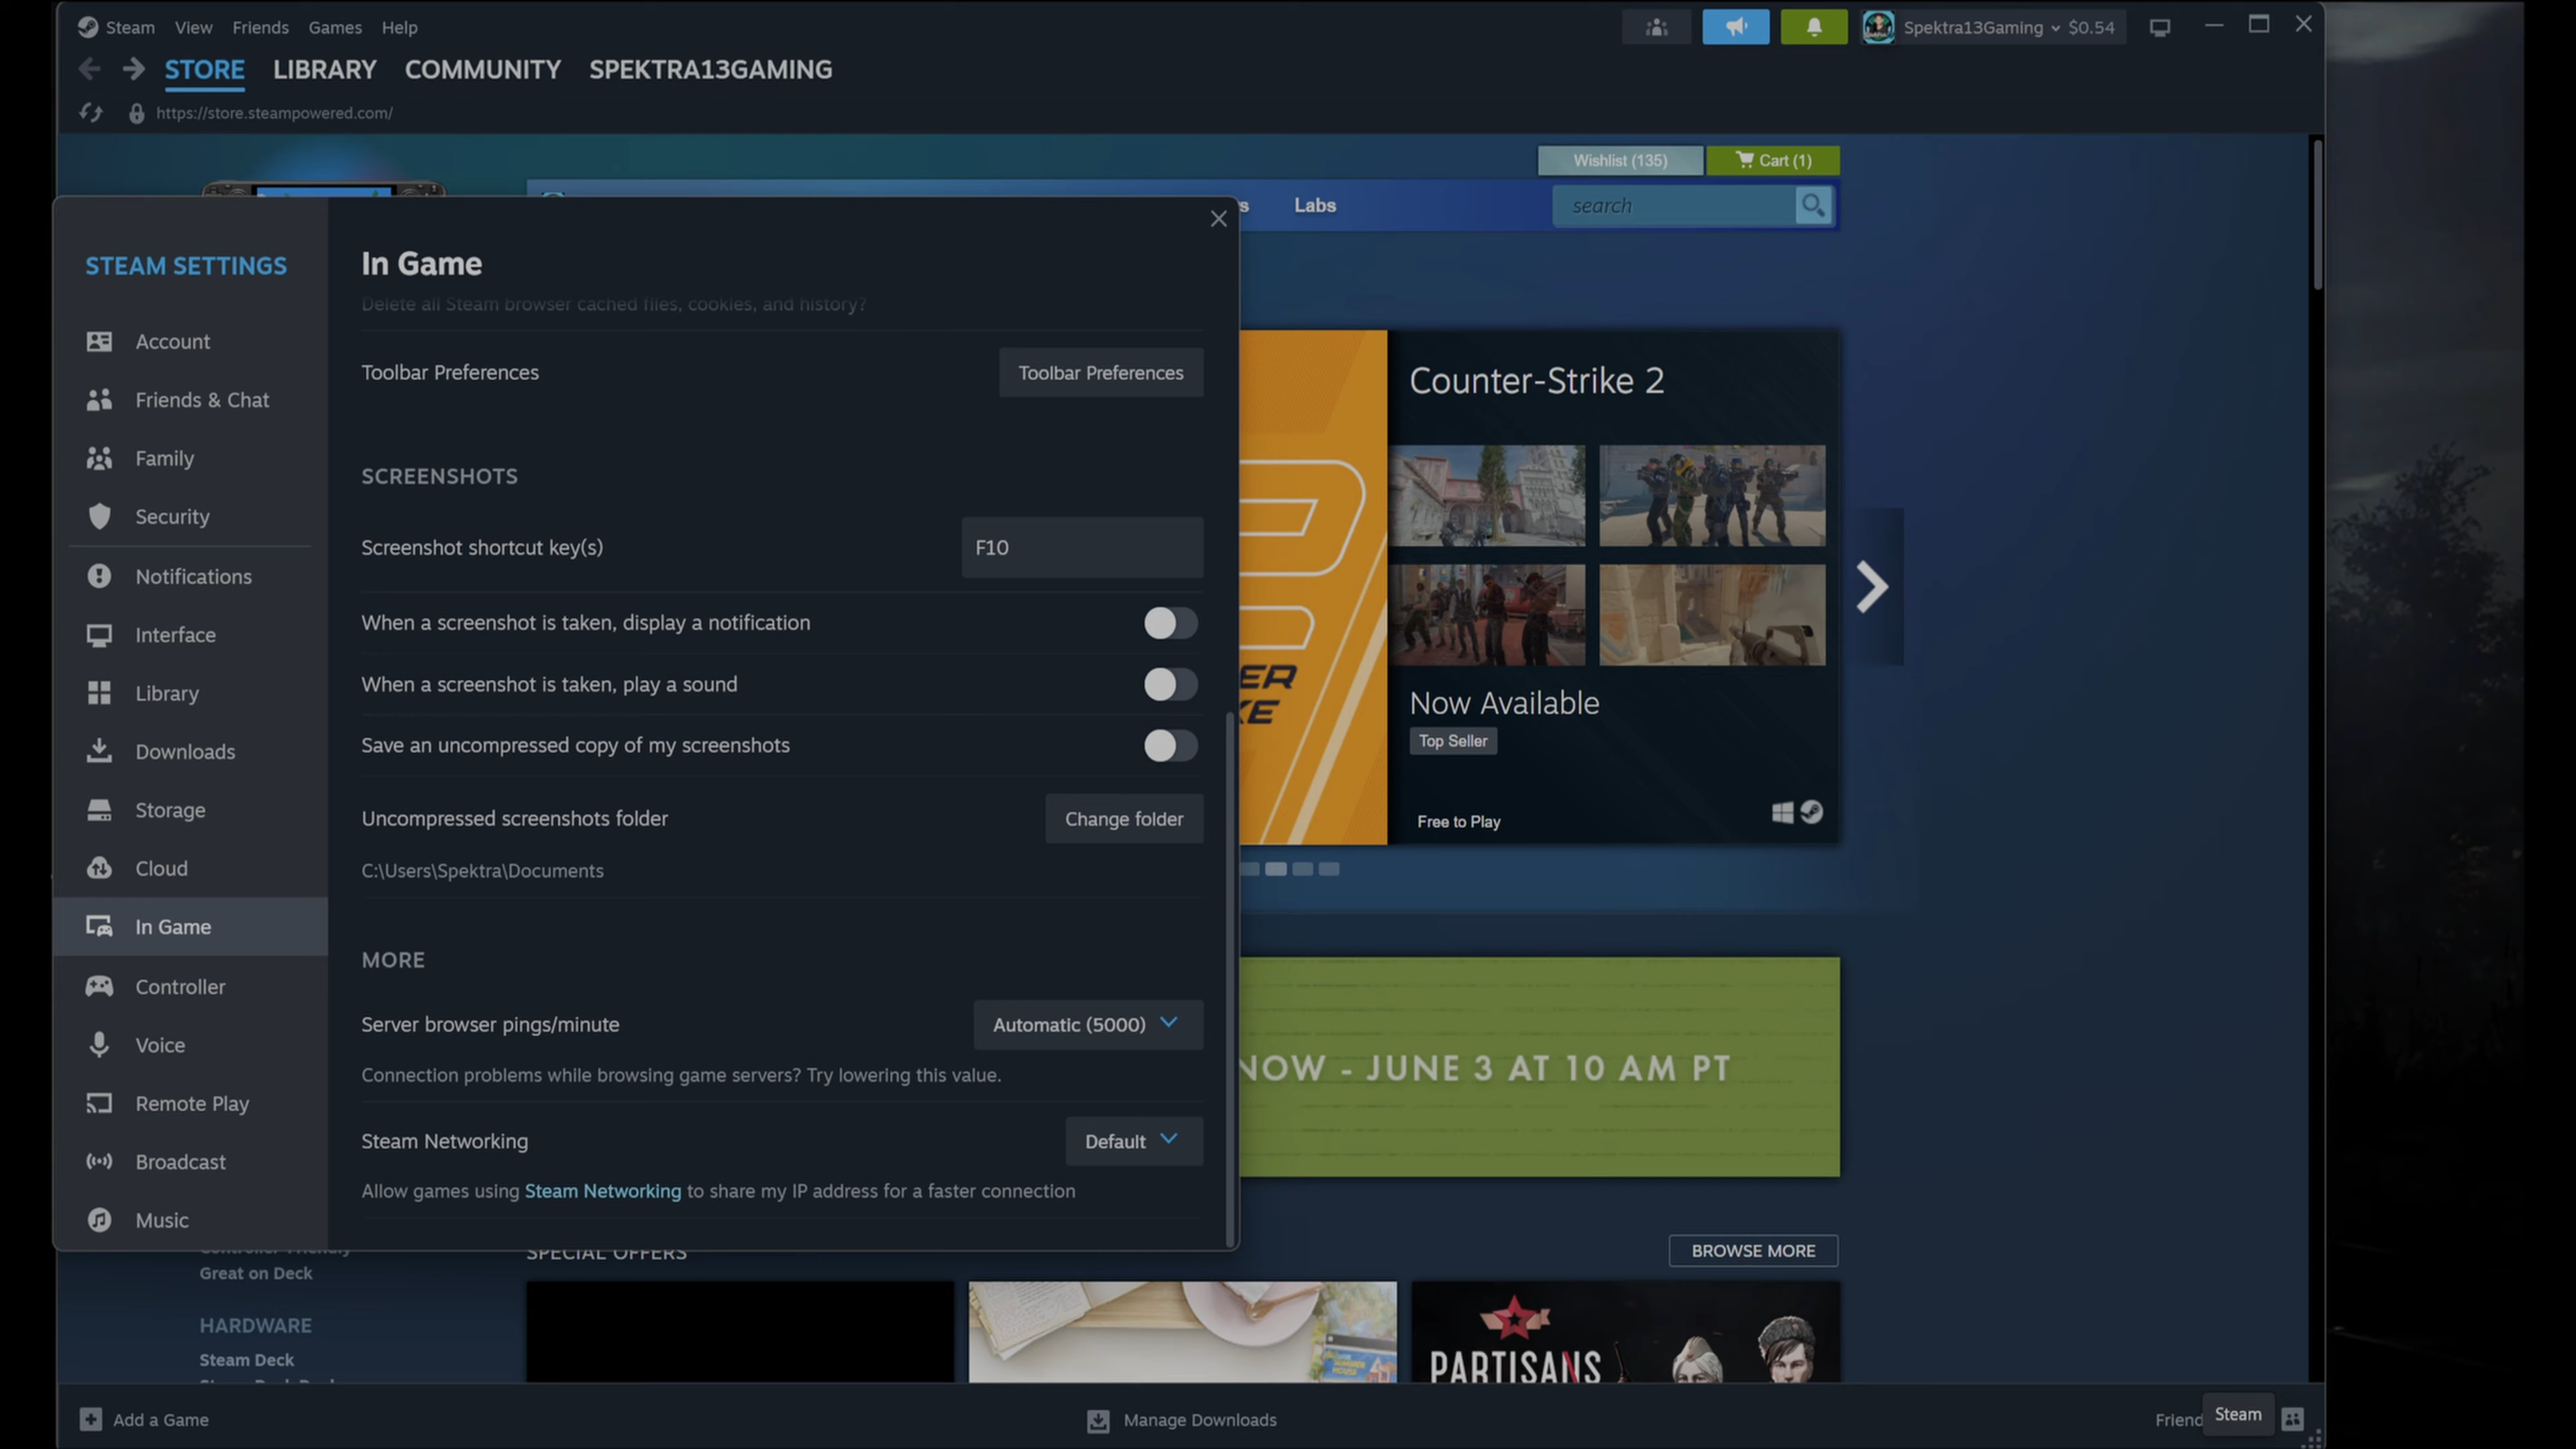 Steam View Friends Games Help
Spektra13Gaming $0.54
STORE LIBRARY COMMUNITY SPEKTRA13GAMING
https://store.steampowered.com/
Wishlist (135)
Cart (1)
s Labs
search
STEAM SETTINGS
Account
Friends & Chat
Family
Security
Notifications
Interface
Library
Downloads
Storage
Cloud
In Game
Controller
Voice
Remote Play
Broadcast
Music
In Game
Delete all Steam browser cached files, cookies, and history?
Toolbar Preferences
Toolbar Preferences
SCREENSHOTS
Screenshot shortcut key(s)
F10
When a screenshot is taken, display a notification
When a screenshot is taken, play a sound
Save an uncompressed copy of my screenshots
Uncompressed screenshots folder
Change folder
C:\Users\Spektra\Documents
MORE
Server browser pings/minute
Automatic (5000)
Connection problems while browsing game servers? Try lowering this value.
Steam Networking
Default
Allow games using Steam Networking to share my IP address for a faster connection
ER
KE
Counter-Strike 2
Now Available
Top Seller
Free to Play
NOW - JUNE 3 AT 10 AM PT
Controller Friendly
Great on Deck
HARDWARE
Steam Deck
SPECIAL OFFERS
BROWSE MORE
PARTISANS
Add a Game
Manage Downloads
Friend
Steam